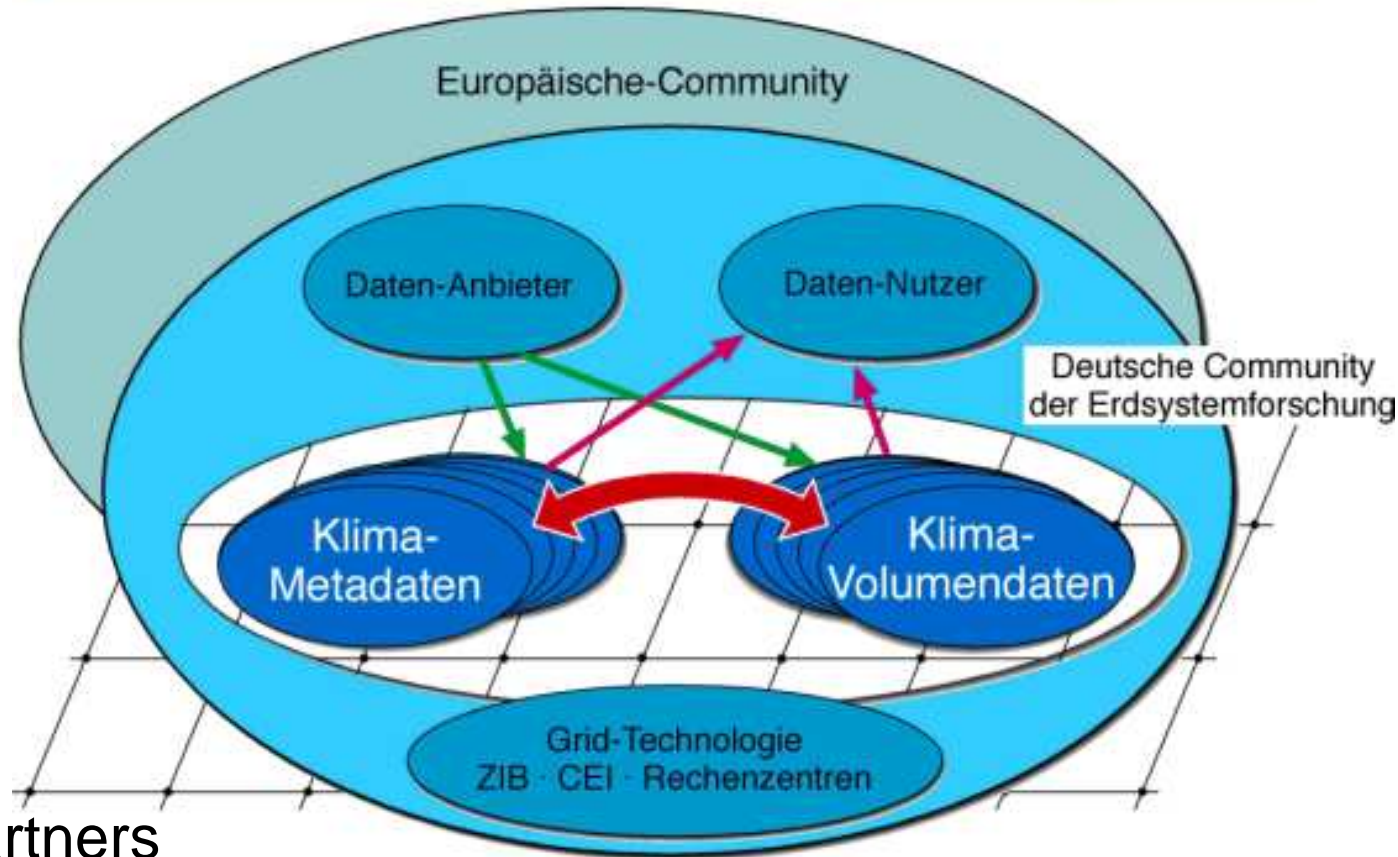 Europäische-Community
Daten-Anbieter
Daten-Nutzer
Deutsche Community
der Erdsystemforschung
Klima-
Metadaten
Klima-
Volumendaten
Grid-Technologie
ZIB · CEI · Rechenzentren
rtners